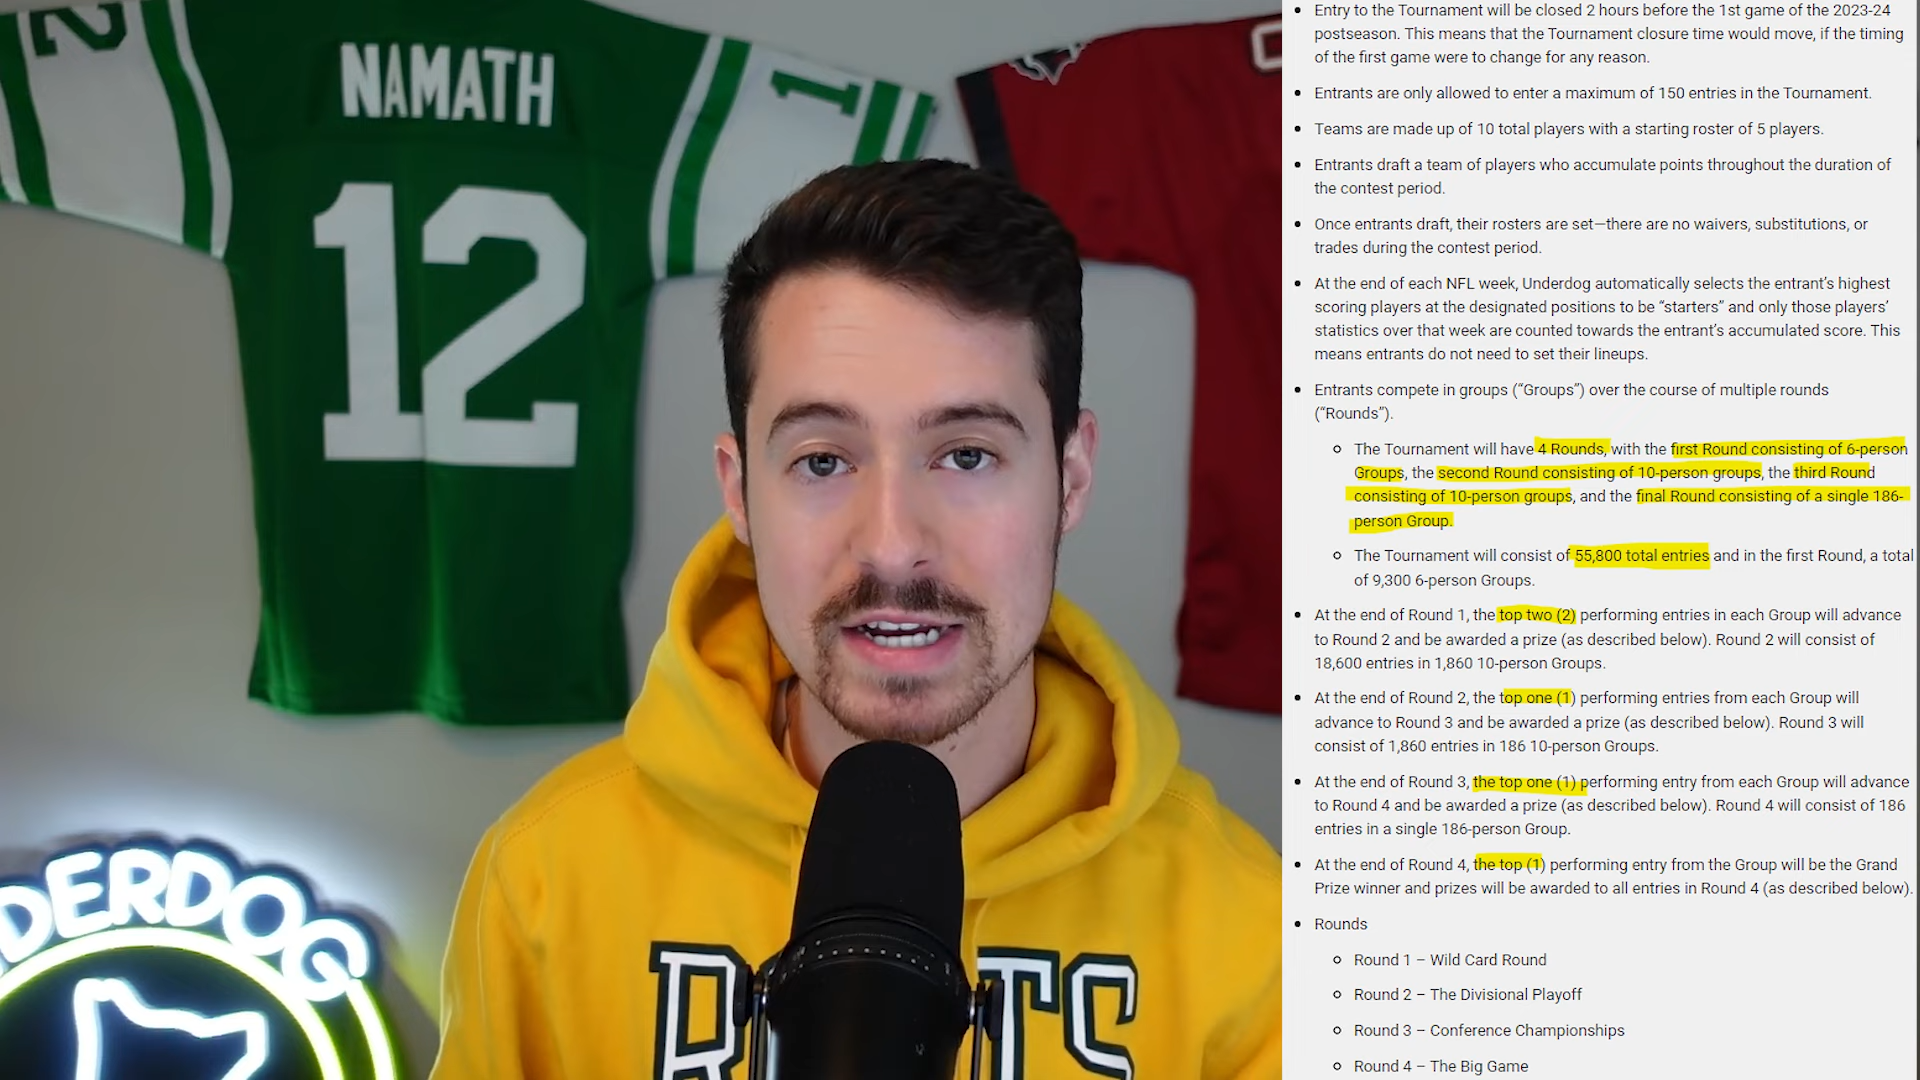 NAMATH
12
1
DERDOG
R TS
• Entry to the Tournament will be closed 2 hours before the 1st game of the 2023-24
postseason. This means that the Tournament closure time would move, if the timing
of the first game were to change for any reason.
• Entrants are only allowed to enter a maximum of 150 entries in the Tournament.
• Teams are made up of 10 total players with a starting roster of 5 players.
• Entrants draft a team of players who accumulate points throughout the duration of
the contest period.
• Once entrants draft, their rosters are set—there are no waivers, substitutions, or
trades during the contest period.
• At the end of each NFL week, Underdog automatically selects the entrant’s highest
scoring players at the designated positions to be “starters” and only those players’
statistics over that week are counted towards the entrant’s accumulated score. This
means entrants do not need to set their lineups.
• Entrants compete in groups (“Groups”) over the course of multiple rounds
(“Rounds”).
○ The Tournament will have 4 Rounds, with the first Round consisting of 6-person
Groups, the second Round consisting of 10-person groups, the third Round
consisting of 10-person groups, and the final Round consisting of a single 186-
person Group.
○ The Tournament will consist of 55,800 total entries and in the first Round, a total
of 9,300 6-person Groups.
• At the end of Round 1, the top two (2) performing entries in each Group will advance
to Round 2 and be awarded a prize (as described below). Round 2 will consist of
18,600 entries in 1,860 10-person Groups.
• At the end of Round 2, the top one (1) performing entries from each Group will
advance to Round 3 and be awarded a prize (as described below). Round 3 will
consist of 1,860 entries in 186 10-person Groups.
• At the end of Round 3, the top one (1) performing entry from each Group will advance
to Round 4 and be awarded a prize (as described below). Round 4 will consist of 186
entries in a single 186-person Group.
• At the end of Round 4, the top (1) performing entry from the Group will be the Grand
Prize winner and prizes will be awarded to all entries in Round 4 (as described below).
• Rounds
○ Round 1 – Wild Card Round
○ Round 2 – The Divisional Playoff
○ Round 3 – Conference Championships
○ Round 4 – The Big Game